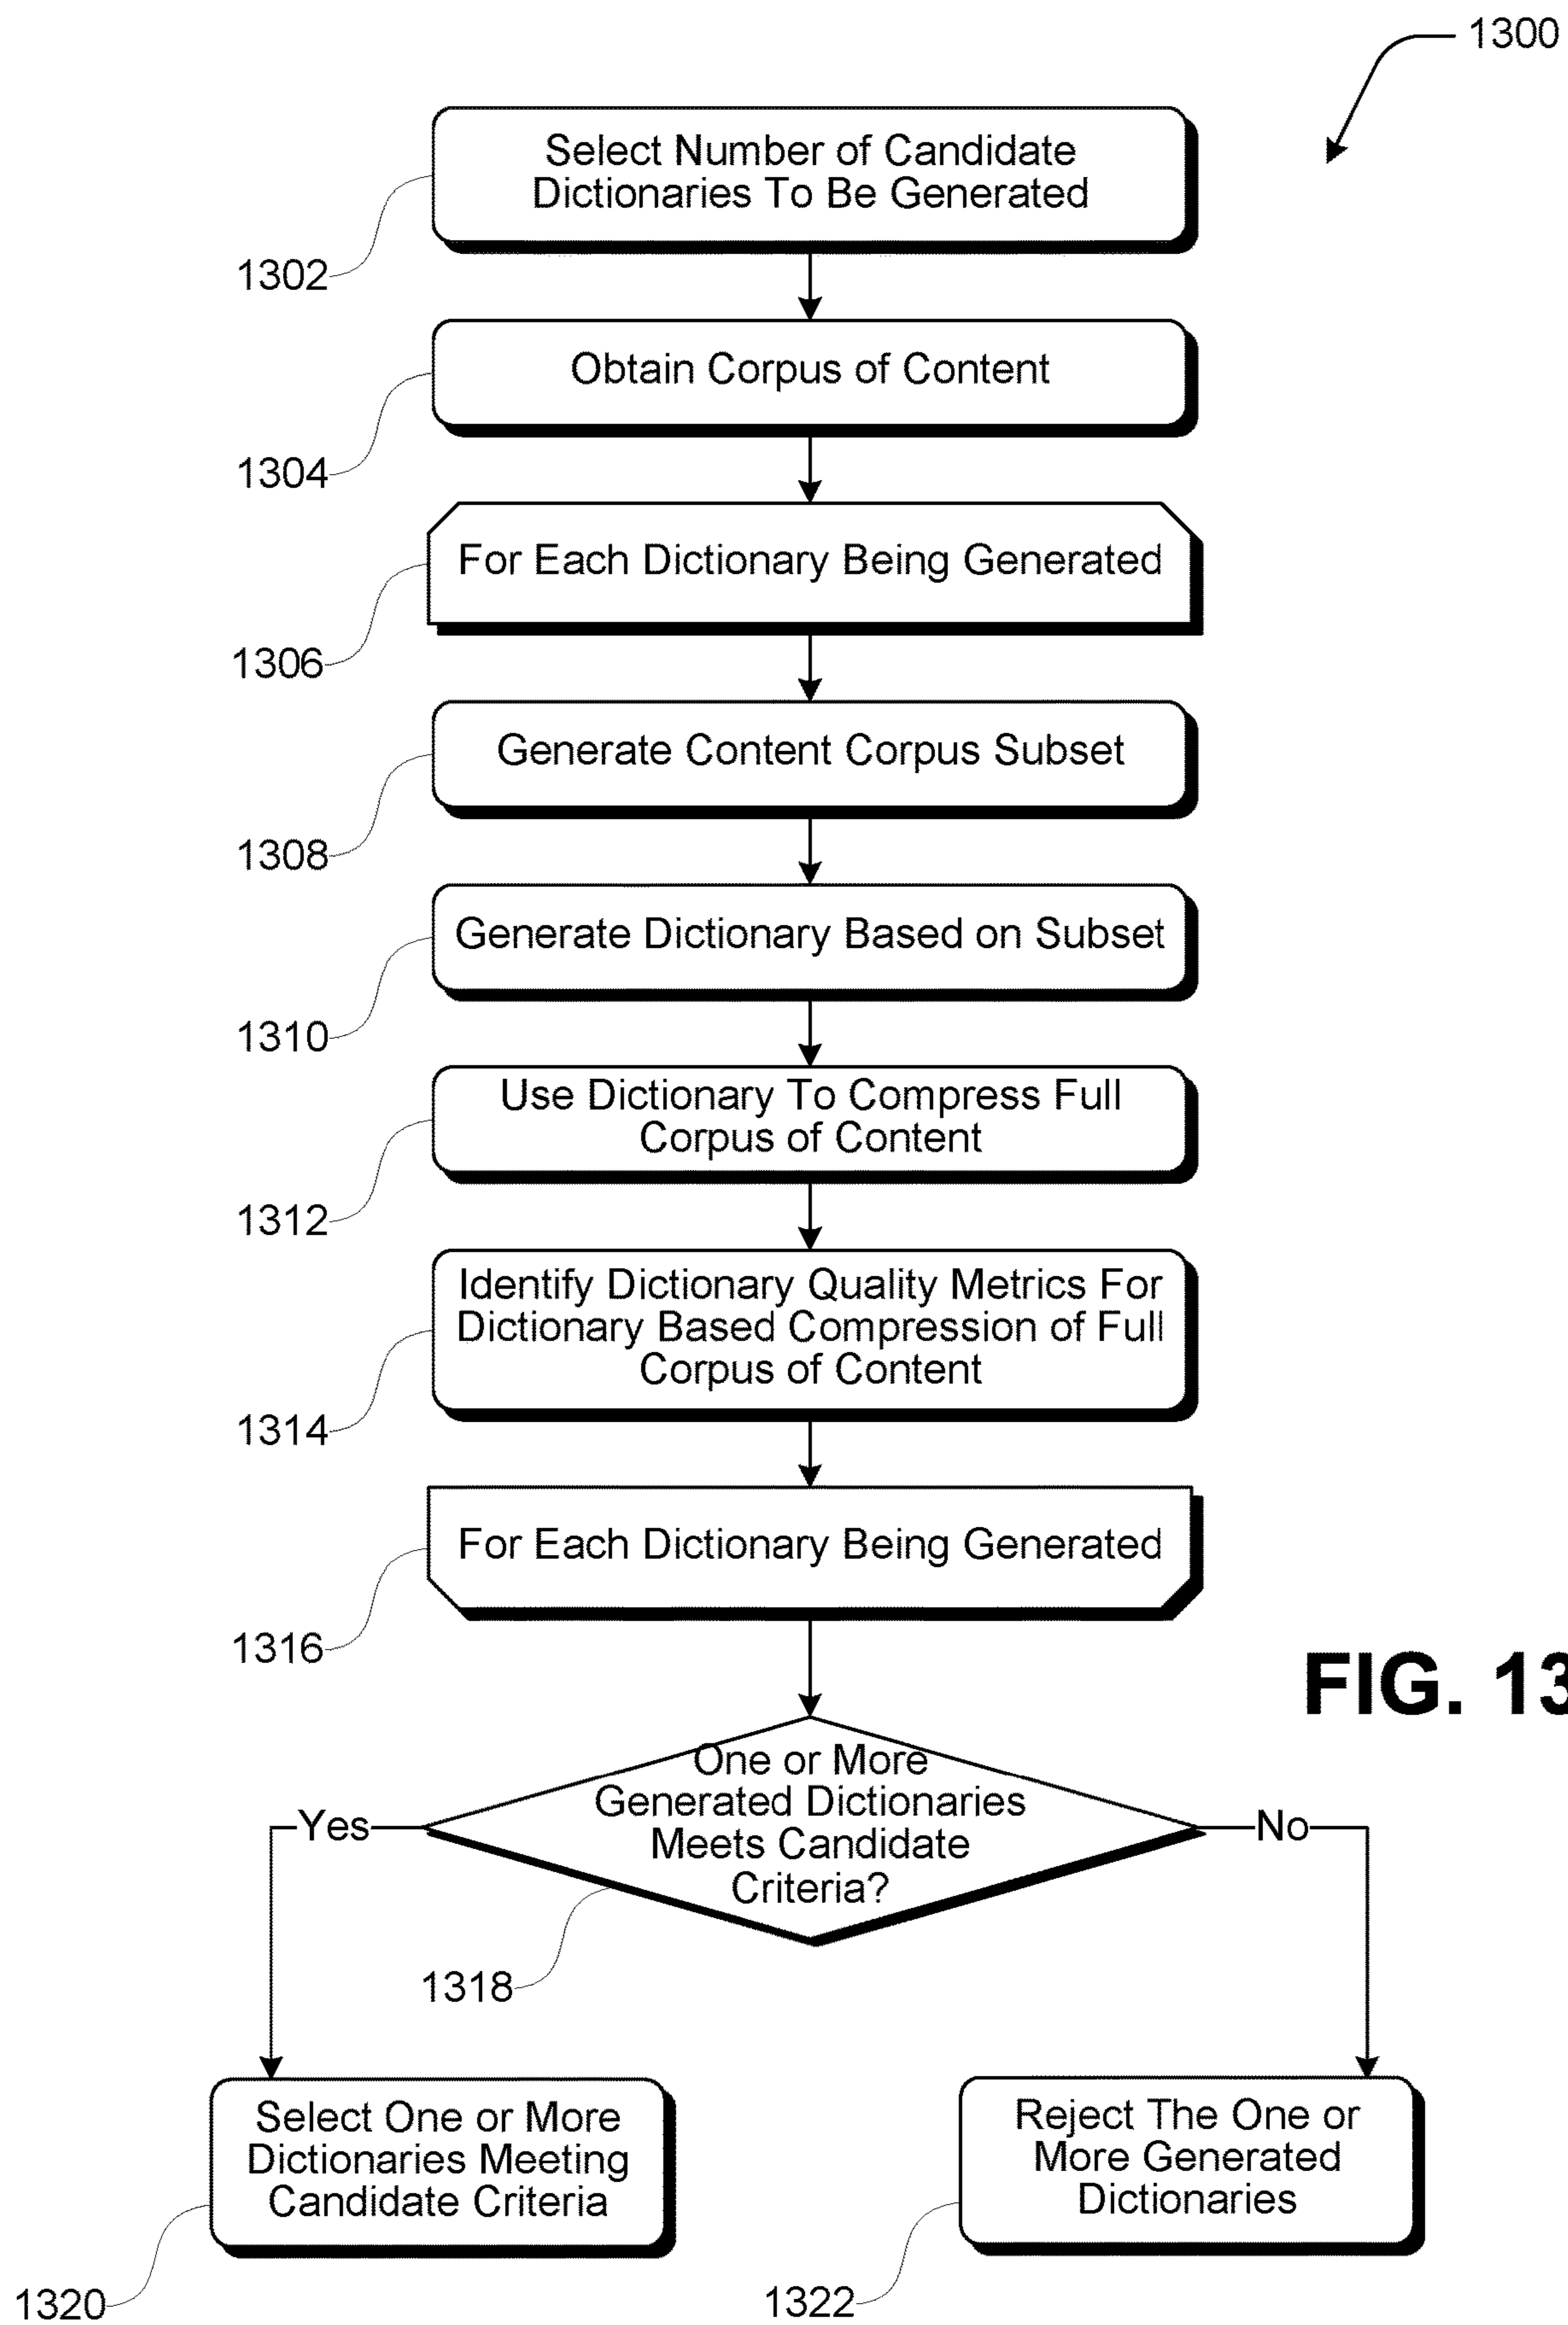 1300
Select Number of Candidate
Dictionaries To Be Generated
1302
Obtain Corpus of Content
1304
For Each Dictionary Being Generated
1306
Generate Content Corpus Subset
1308
Generate Dictionary Based on Subset
1310
Use Dictionary To Compress Full
Corpus of Content
1312
Identify Dictionary Quality Metrics For
Dictionary Based Compression of Full
Corpus of Content
1314
For Each Dictionary Being Generated
1316
FIG. 13
One or More
Generated Dictionaries
Meets Candidate
Criteria?
Yes
No
1318
Select One or More
Dictionaries Meeting
Candidate Criteria
1320
Reject The One or
More Generated
Dictionaries
1322